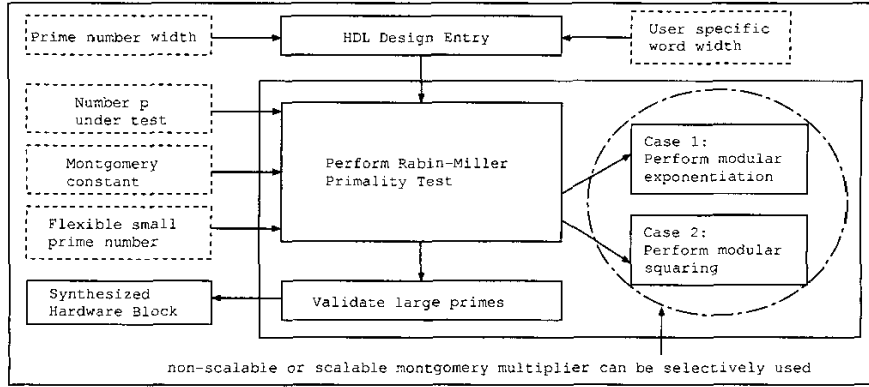 Prime number width
HDL Design Entry
User specific
word width
Number p
under test
Montgomery
constant
Flexible small
prime number
Perform Rabin-Miller
Primality Test
Case 1:
Perform modular
exponentiation
Case 2:
Perform modular
squaring
Synthesized
Hardware Block
Validate large primes
non-scalable or scalable montgomery multiplier can be selectively used